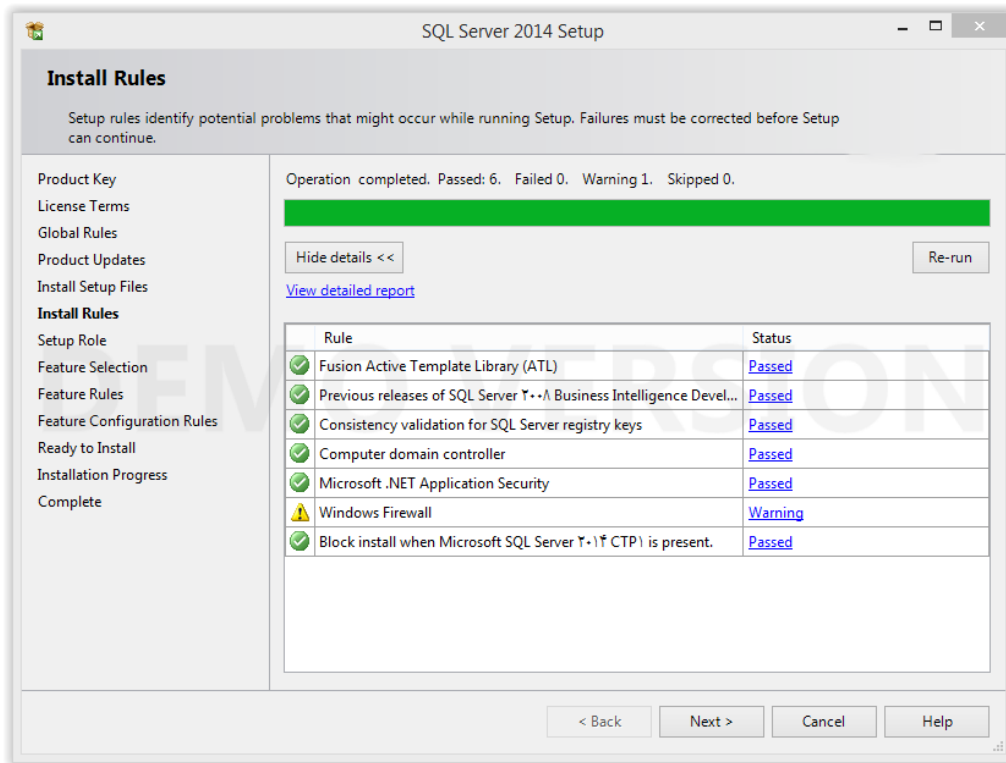 SQL Server 2014 Setup
Install Rules
Setup rules identify potential problems that might occur while running Setup. Failures must be corrected before Setup
can continue.
Product Key
License Terms
Global Rules
Product Updates
Install Setup Files
Install Rules
Setup Role
Feature Selection
Feature Rules
Feature Configuration Rules
Ready to Install
Installation Progress
Complete
Operation completed. Passed: 6. Failed 0. Warning 1. Skipped 0.
Hide details <<
Re-run
View detailed report
Rule Status
Fusion Active Template Library (ATL) Passed
Previous releases of SQL Server ۲۰۰۸ Business Intelligence Devel... Passed
Consistency validation for SQL Server registry keys Passed
Computer domain controller Passed
Microsoft .NET Application Security Passed
Windows Firewall Warning
Block install when Microsoft SQL Server ۲۰۱۴ CTP۱ is present. Passed
DEMO VERSION
< Back Next > Cancel Help